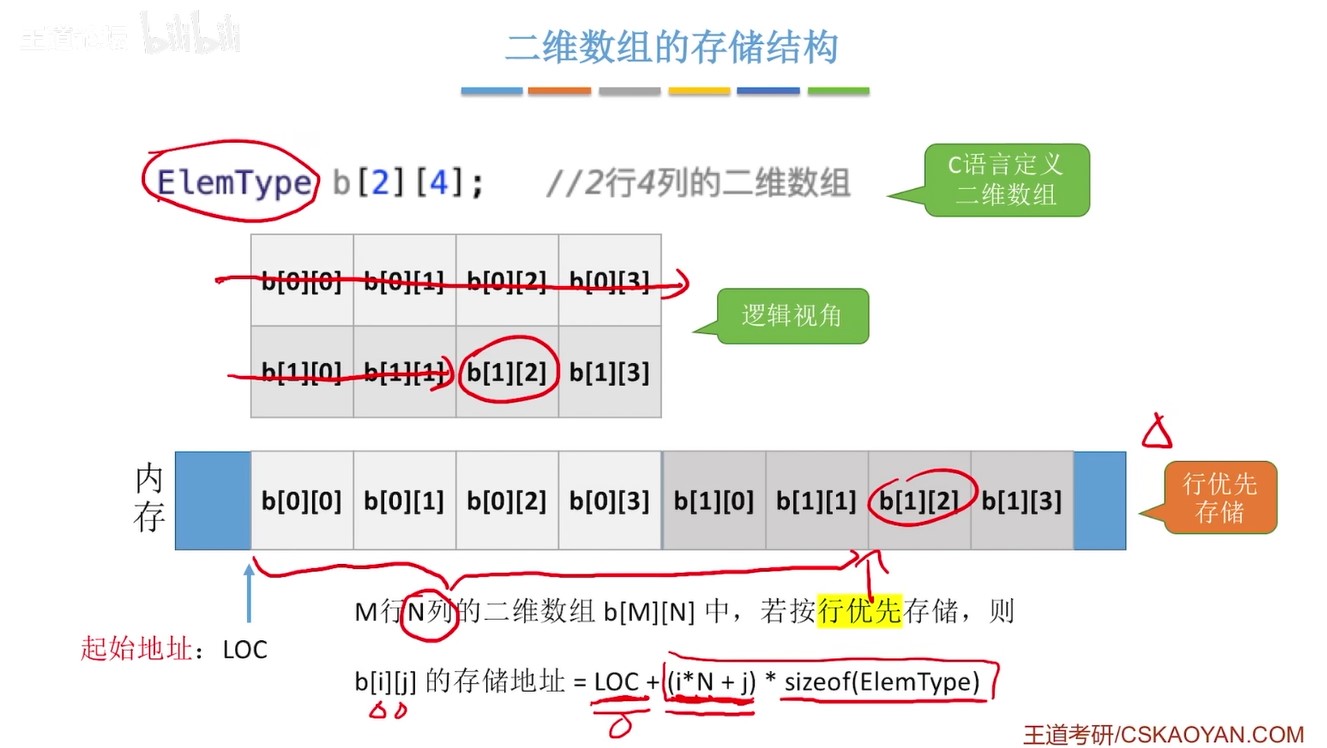 王道论坛 bilibili
二维数组的存储结构
ElemType b[2][4]; //2行4列的二维数组
C语言定义
二维数组
b[0][0] b[0][1] b[0][2] b[0][3]
逻辑视角
b[1][0] b[1][1] b[1][2] b[1][3]
内存
b[0][0] b[0][1] b[0][2] b[0][3] b[1][0] b[1][1] b[1][2] b[1][3]
行优先
存储
M行N列的二维数组 b[M][N] 中，若按行优先存储，则
起始地址：LOC
b[i][j] 的存储地址 = LOC + (i*N + j) * sizeof(ElemType)
王道考研/CSKAOYAN.COM